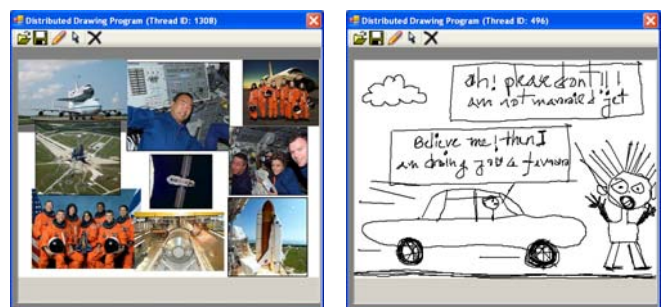 Distributed Drawing Program (Thread ID: 1308)
Distributed Drawing Program (Thread ID: 496)
Oh! please dont!! I
am not married yet
Believe me! then I
am doing you a favour